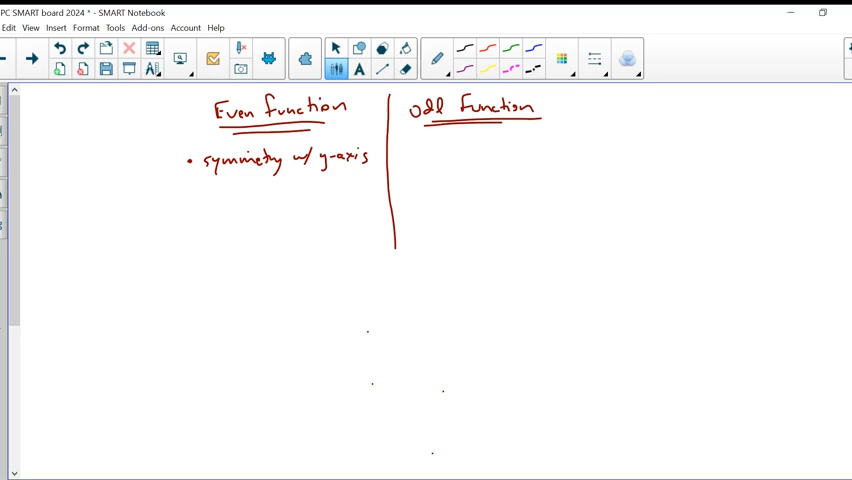 PC SMART board 2024 * - SMART Notebook
Edit View Insert Format Tools Add-ons Account Help
Even function
odd function
• symmetry w/ y-axis